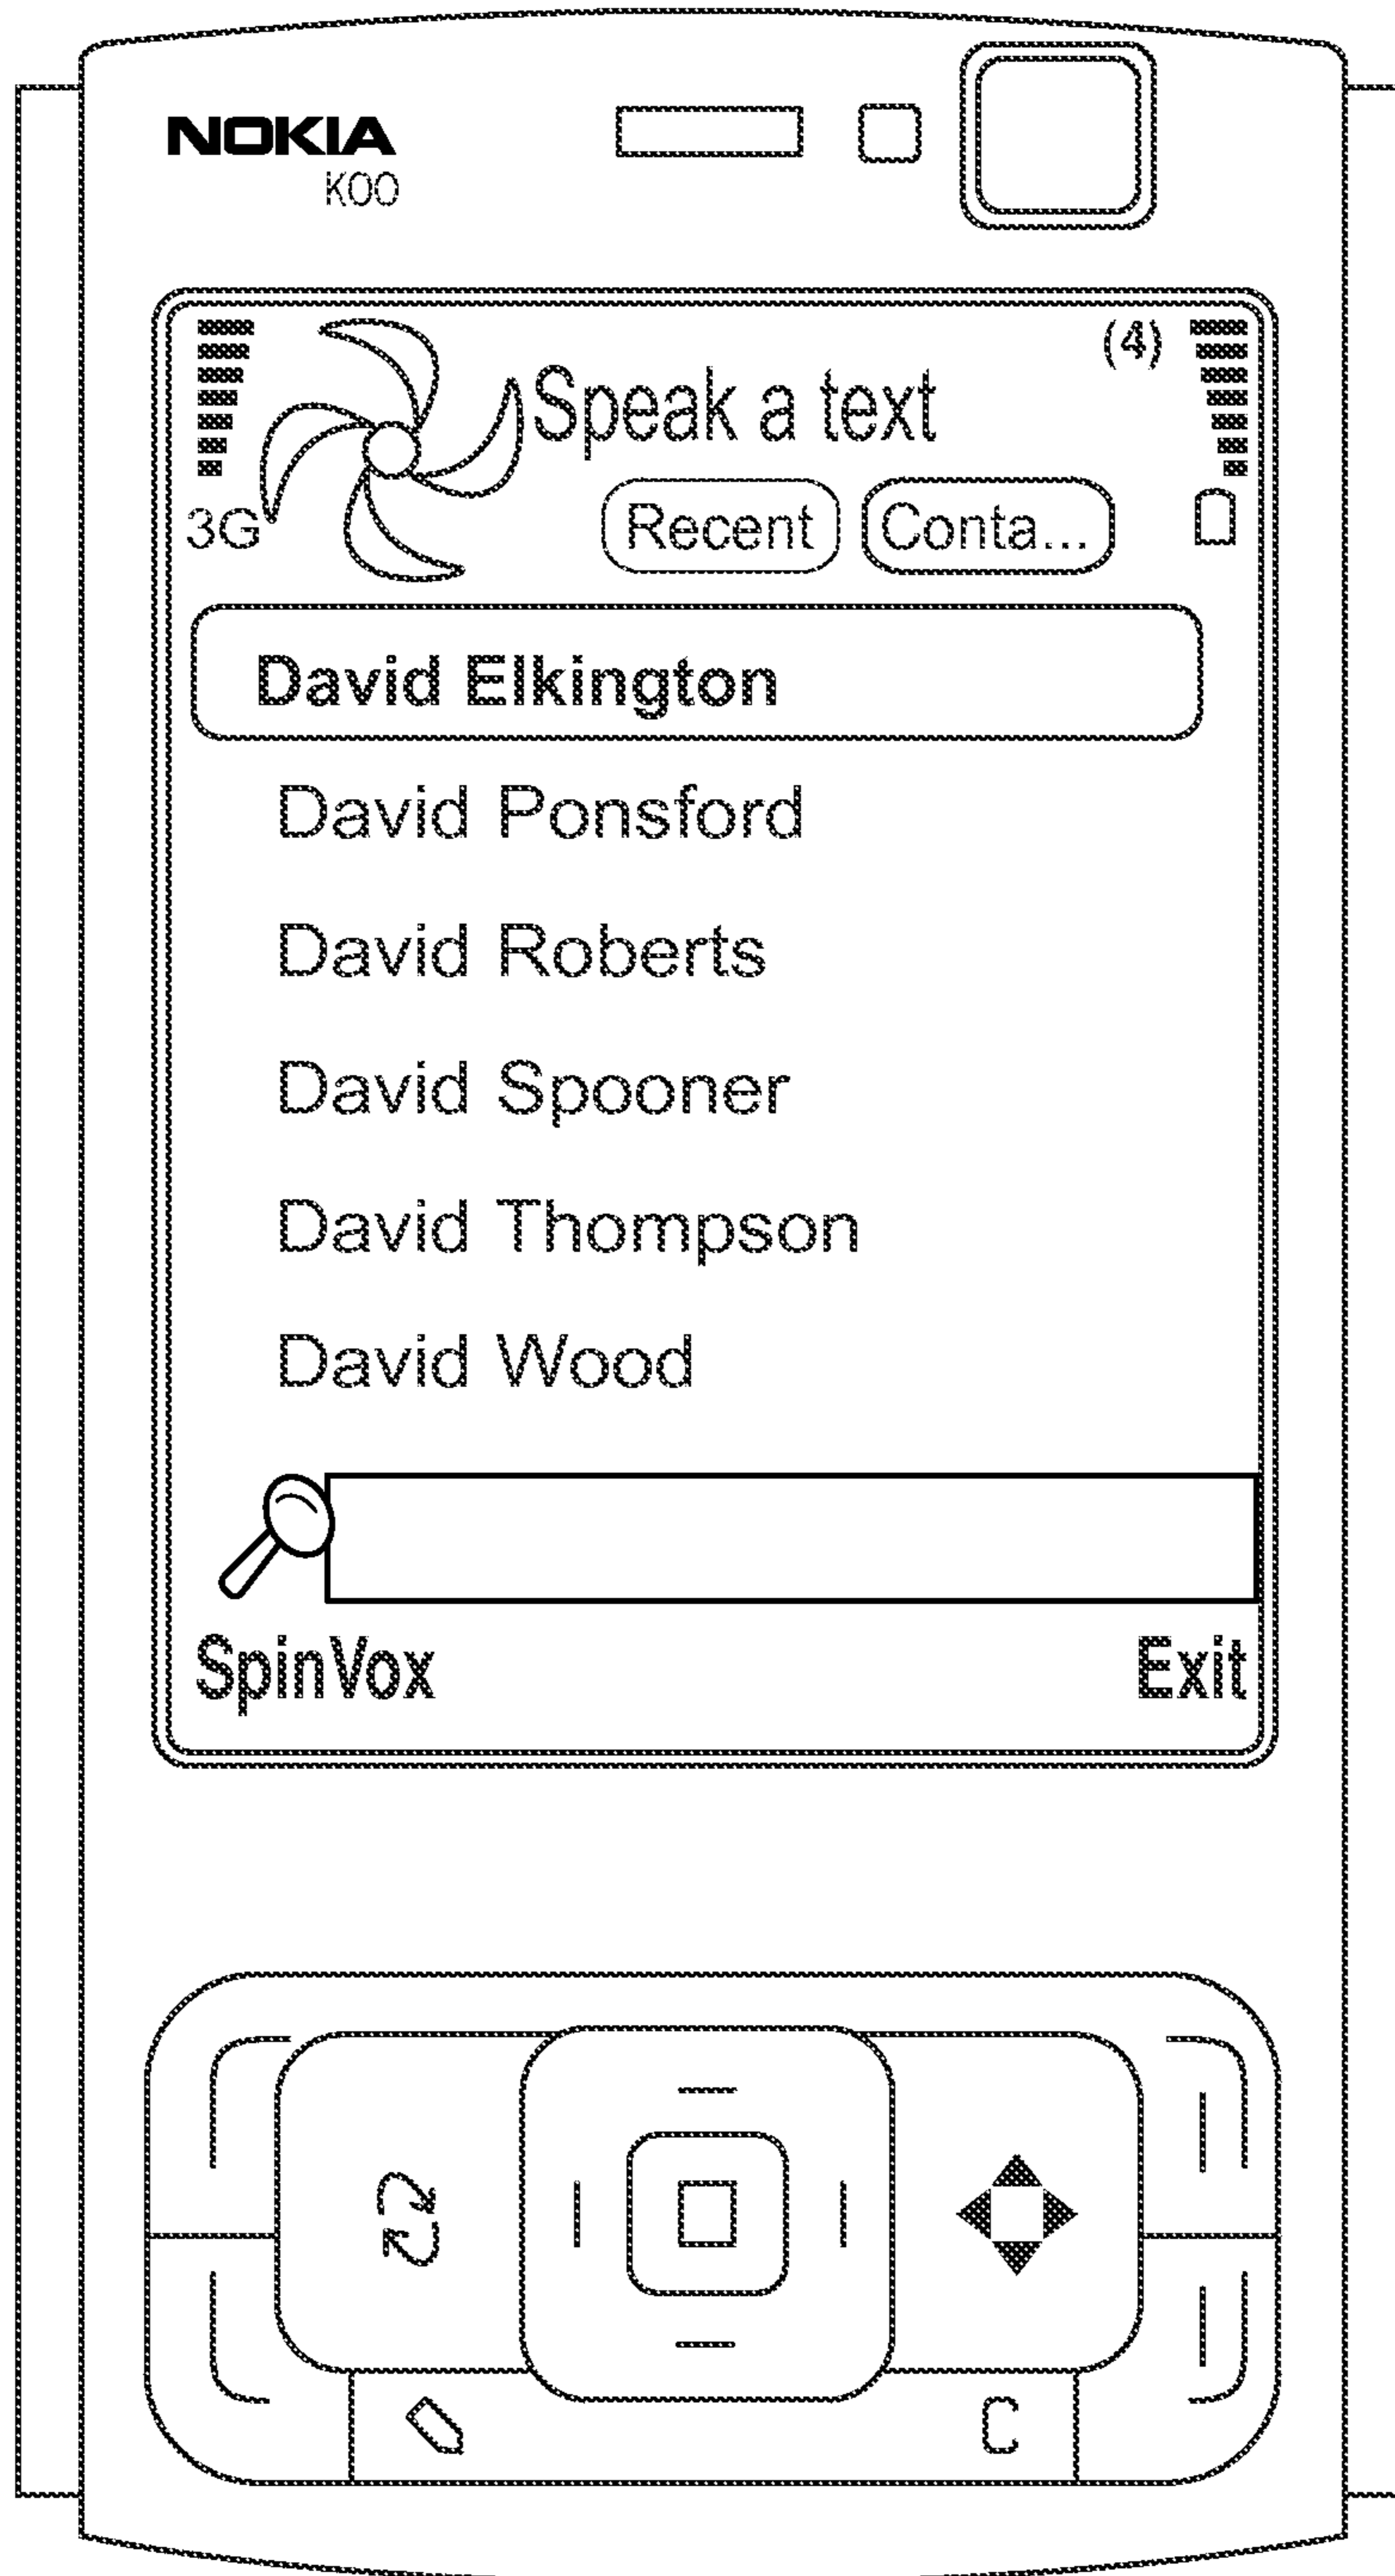 NOKIA
K00
(4)
Speak a text
3G
Recent Conta...
David Elkington
David Ponsford
David Roberts
David Spooner
David Thompson
David Wood
SpinVox Exit
C